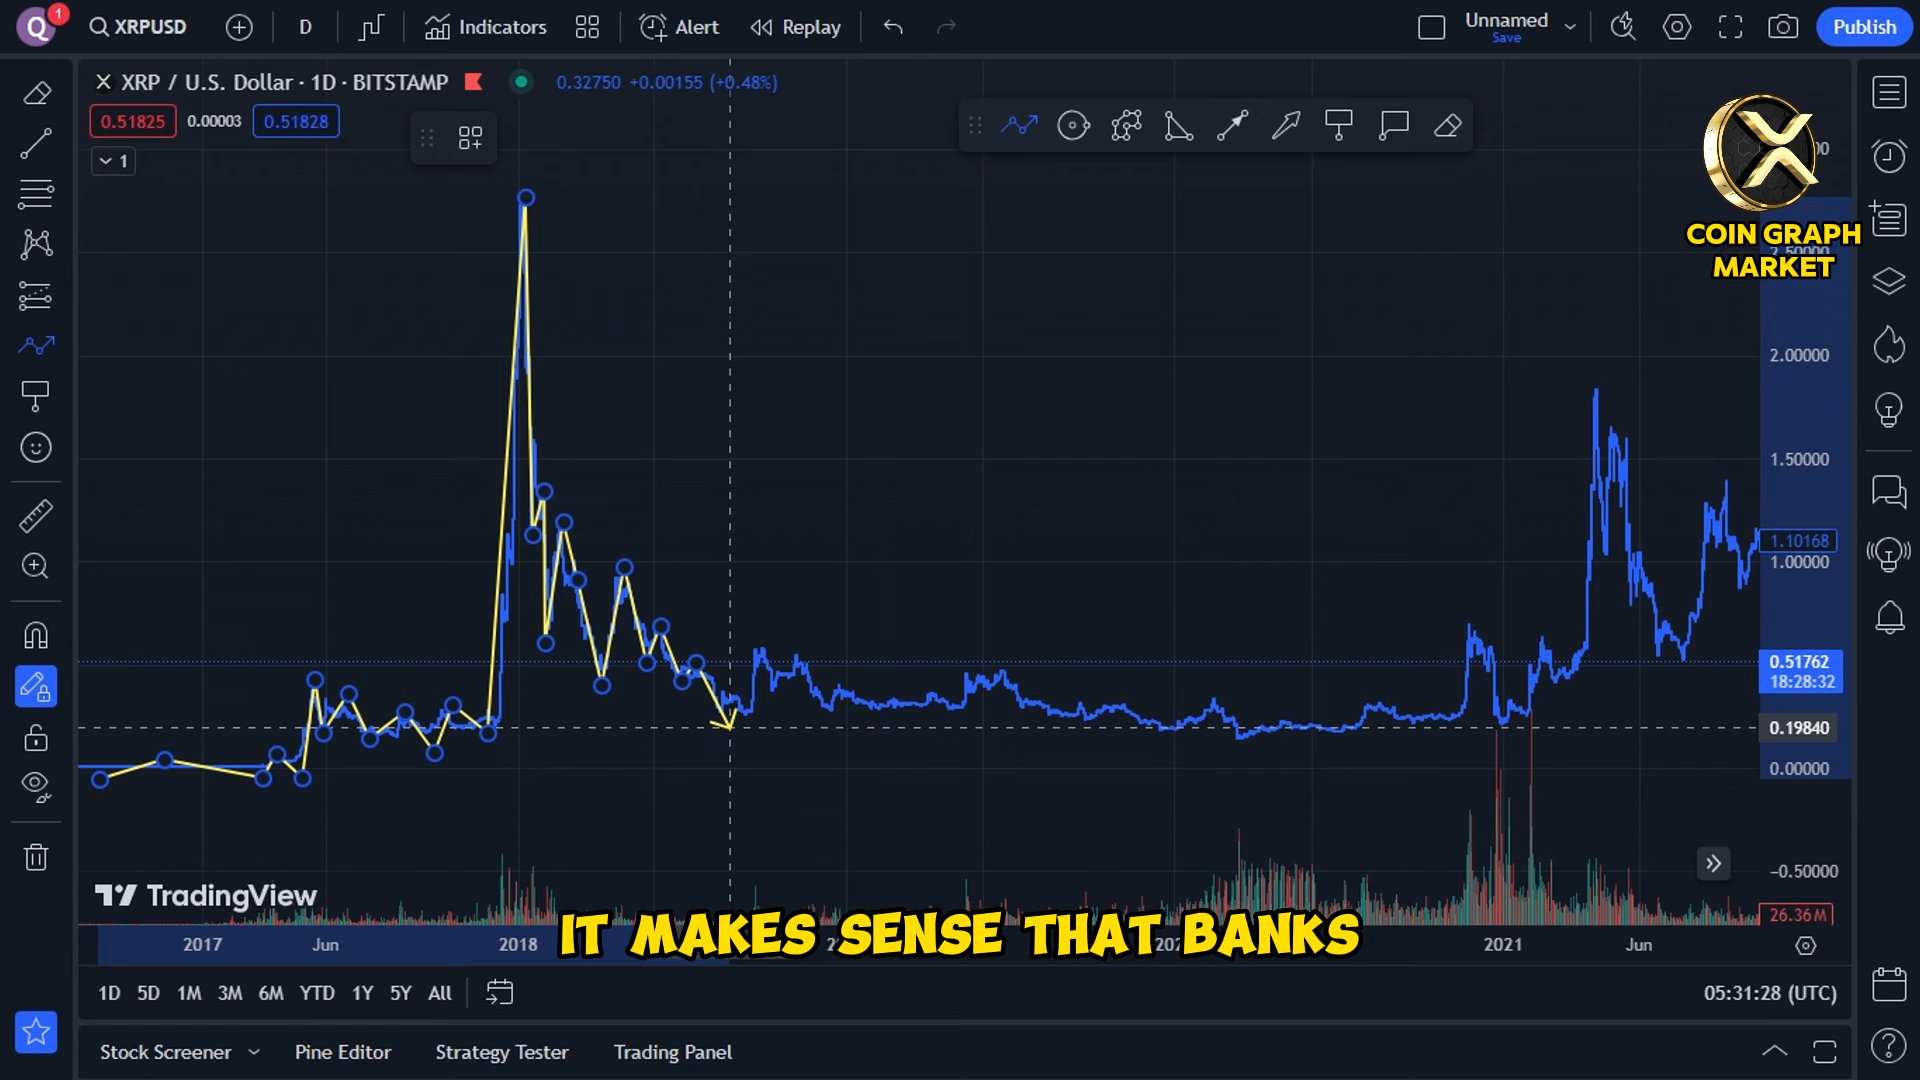 Q 1 XRPUSD D Indicators Alert Replay Unnamed Save Publish
XRP / U.S. Dollar · 1D · BITSTAMP 0.32750 +0.00155 (+0.48%)
0.51825 0.00003 0.51828
1
COIN GRAPH
MARKET
2.50000
2.00000
1.50000
1.10168
1.00000
0.51762
18:28:32
0.19840
0.00000
−0.50000
26.36M
TradingView
IT MAKES SENSE THAT BANKS
2017 Jun 2018 2021 Jun
1D 5D 1M 3M 6M YTD 1Y 5Y All 05:31:28 (UTC)
Stock Screener Pine Editor Strategy Tester Trading Panel